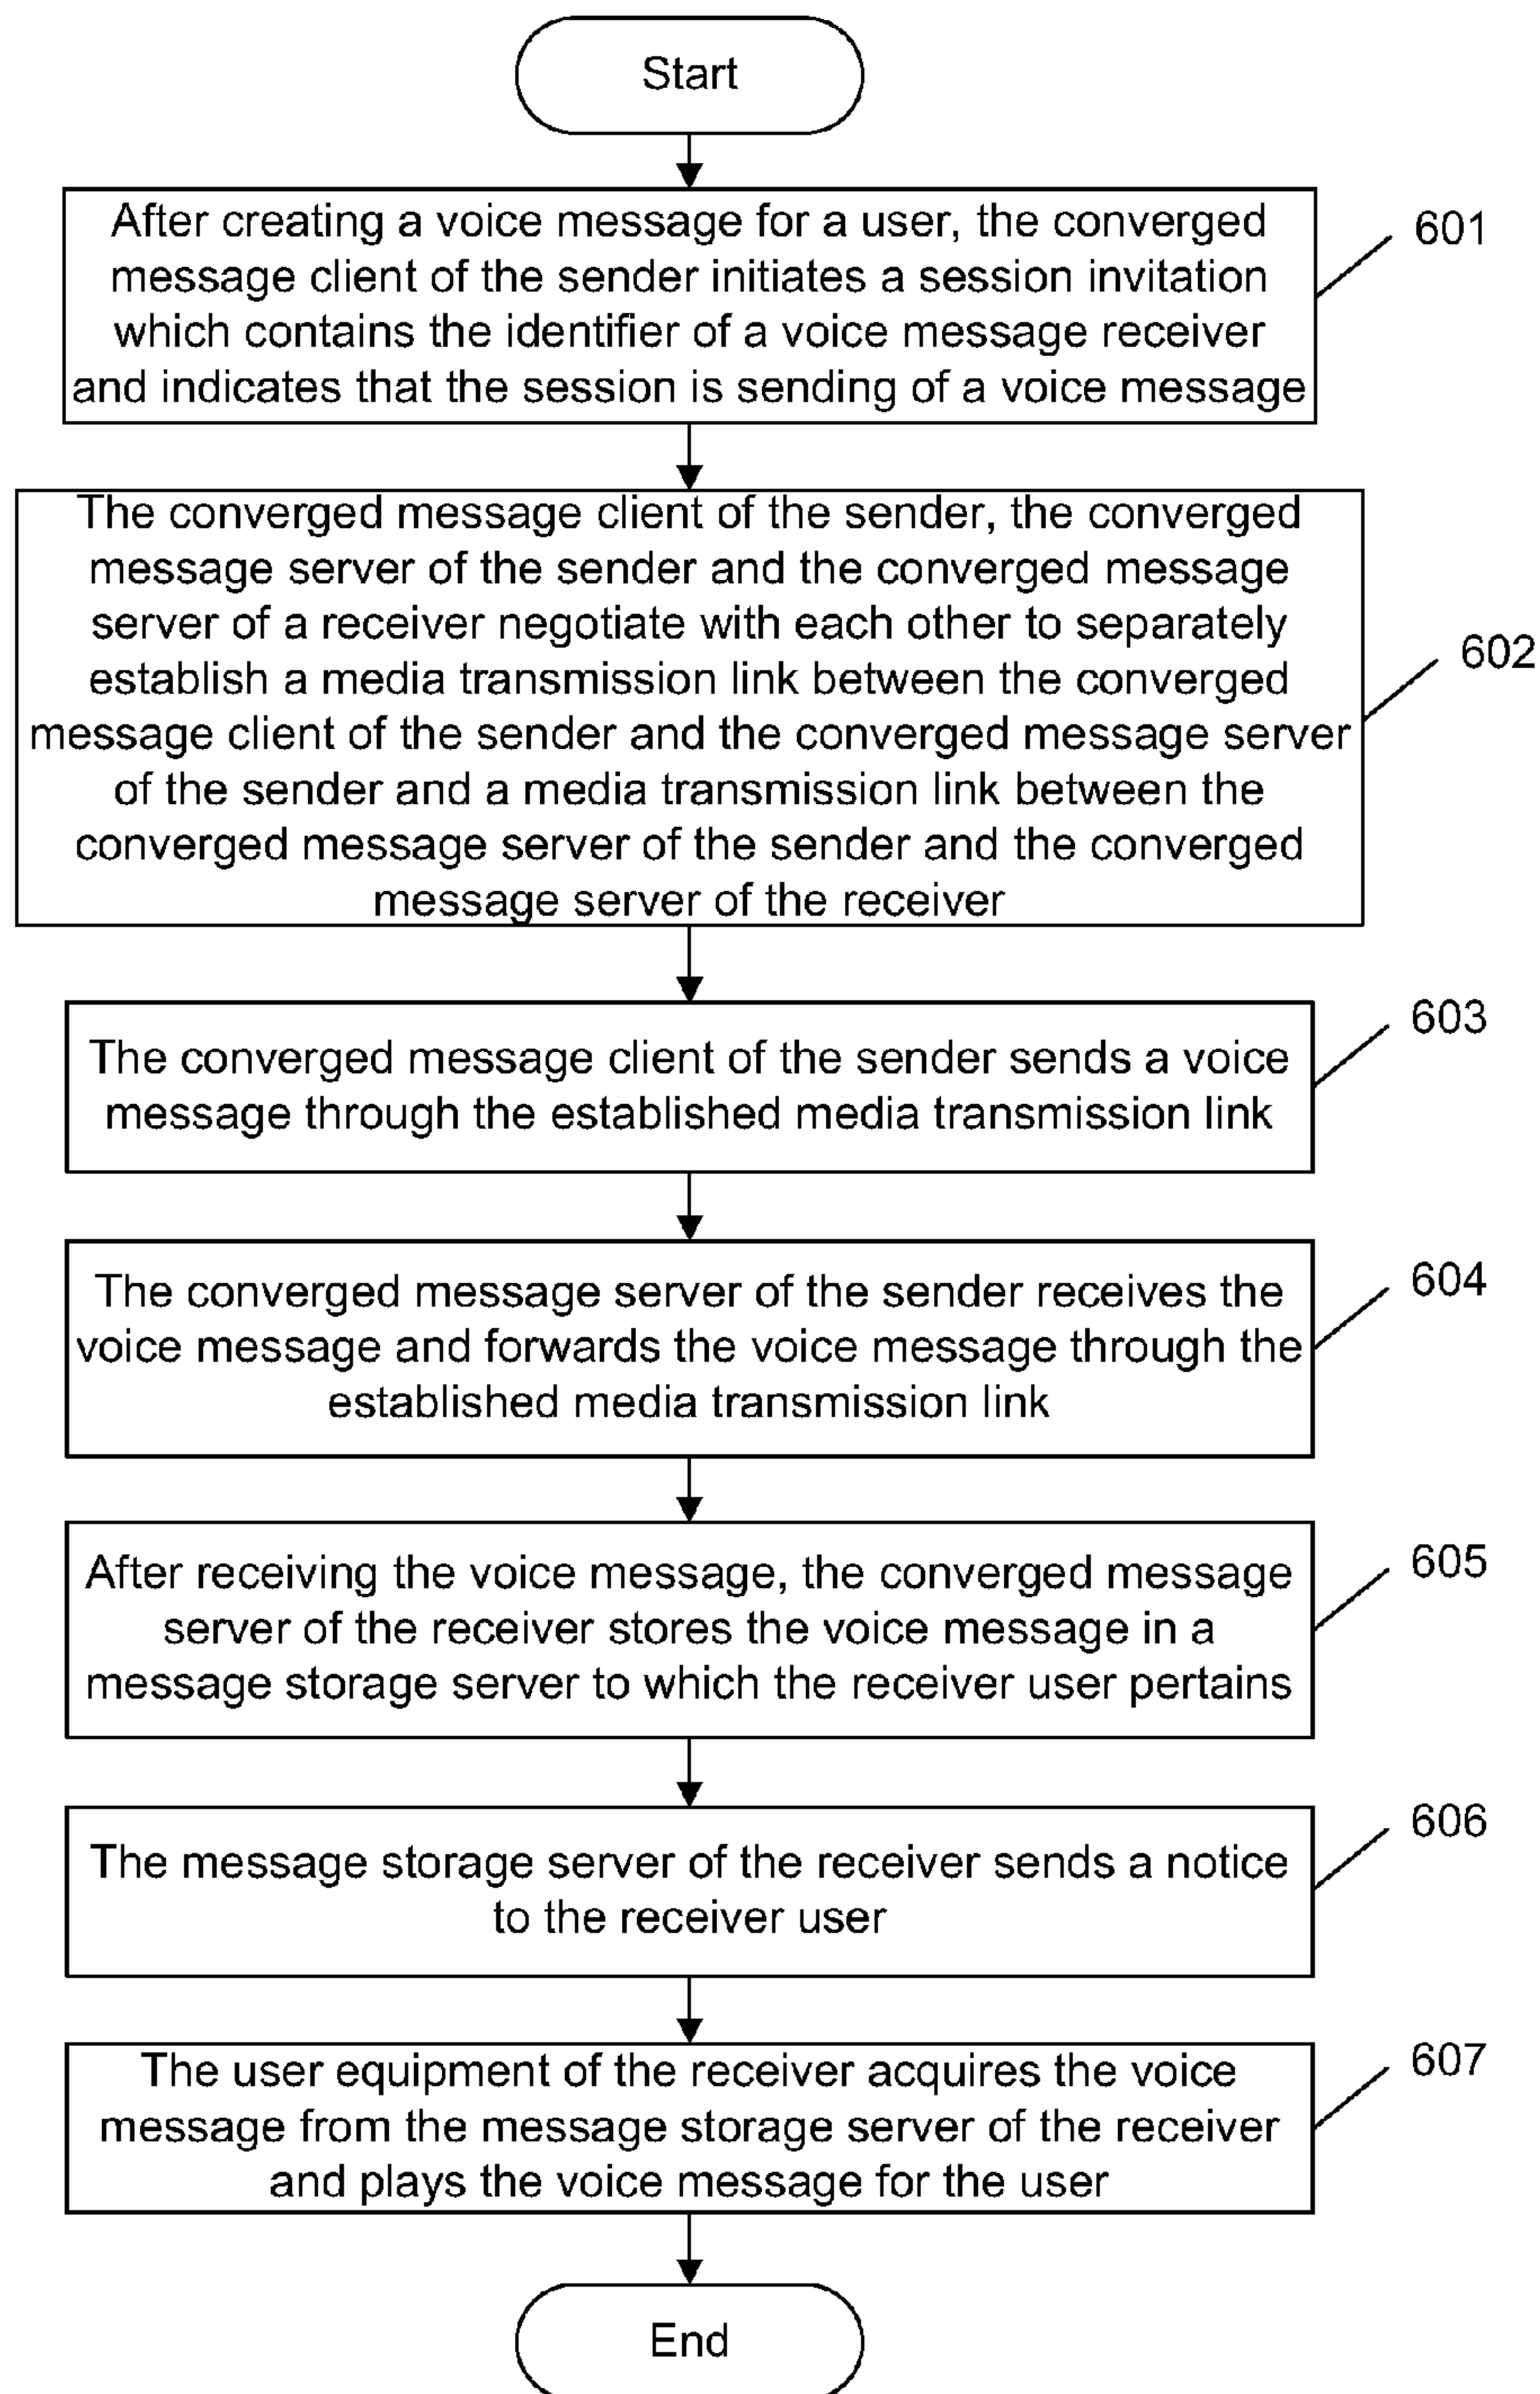 Start
After creating a voice message for a user, the converged
message client of the sender initiates a session invitation
which contains the identifier of a voice message receiver
and indicates that the session is sending of a voice message
601
The converged message client of the sender, the converged
message server of the sender and the converged message
server of a receiver negotiate with each other to separately
establish a media transmission link between the converged
message client of the sender and the converged message server
of the sender and a media transmission link between the
converged message server of the sender and the converged
message server of the receiver
602
The converged message client of the sender sends a voice
message through the established media transmission link
603
The converged message server of the sender receives the
voice message and forwards the voice message through the
established media transmission link
604
After receiving the voice message, the converged message
server of the receiver stores the voice message in a
message storage server to which the receiver user pertains
605
The message storage server of the receiver sends a notice
to the receiver user
606
The user equipment of the receiver acquires the voice
message from the message storage server of the receiver
and plays the voice message for the user
607
End